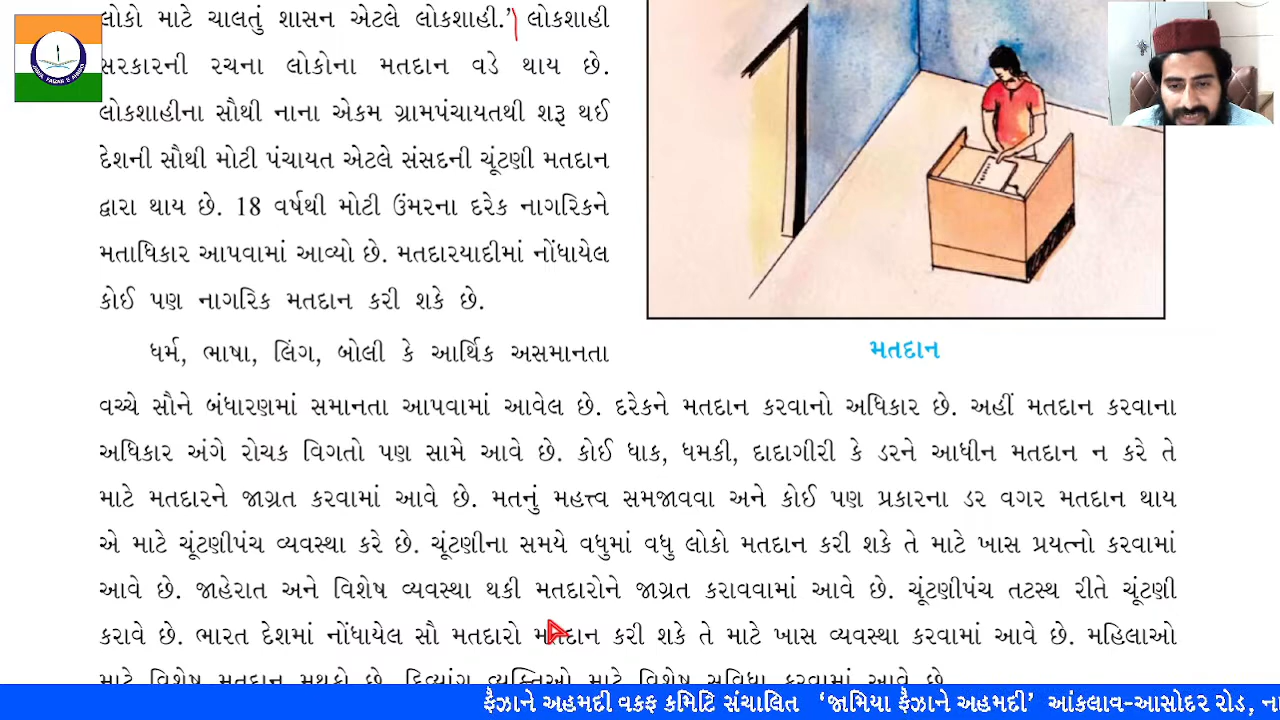 લોકો માટે ચાલતું શાસન એટલે લોકશાહી.’ લોકશાહી
સરકારની રચના લોકોના મતદાન વડે થાય છે.
લોકશાહીના સૌથી નાના એકમ ગ્રામપંચાયતથી શરૂ થઈ
દેશની સૌથી મોટી પંચાયત એટલે સંસદની ચૂંટણી મતદાન
દ્વારા થાય છે. 18 વર્ષથી મોટી ઉંમરના દરેક નાગરિકને
મતાધિકાર આપવામાં આવ્યો છે. મતદારયાદીમાં નોંધાયેલ
કોઈ પણ નાગરિક મતદાન કરી શકે છે.
મતદાન
ધર્મ, ભાષા, લિંગ, બોલી કે આર્થિક અસમાનતા
વચ્ચે સૌને બંધારણમાં સમાનતા આપવામાં આવેલ છે. દરેકને મતદાન કરવાનો અધિકાર છે. અહીં મતદાન કરવાના
અધિકાર અંગે રોચક વિગતો પણ સામે આવે છે. કોઈ ધાક, ધમકી, દાદાગીરી કે ડરને આધીન મતદાન ન કરે તે
માટે મતદારને જાગ્રત કરવામાં આવે છે. મતનું મહત્ત્વ સમજાવવા અને કોઈ પણ પ્રકારના ડર વગર મતદાન થાય
એ માટે ચૂંટણીપંચ વ્યવસ્થા કરે છે. ચૂંટણીના સમયે વધુમાં વધુ લોકો મતદાન કરી શકે તે માટે ખાસ પ્રયત્નો કરવામાં
આવે છે. જાહેરાત અને વિશેષ વ્યવસ્થા થકી મતદારોને જાગ્રત કરાવવામાં આવે છે. ચૂંટણીપંચ તટસ્થ રીતે ચૂંટણી
કરાવે છે. ભારત દેશમાં નોંધાયેલ સૌ મતદારો મતદાન કરી શકે તે માટે ખાસ વ્યવસ્થા કરવામાં આવે છે. મહિલાઓ
માટે વિશેષ મતદાન મથકો છે. દિવ્યાંગ વ્યક્તિઓ માટે વિશેષ સુવિધા કરવામાં આવે છે.
ફૈઝાને અહમદી વકફ કમિટિ સંચાલિત ‘જામિયા ફૈઝાને અહમદી’ આંકલાવ-આસોદર રોડ,